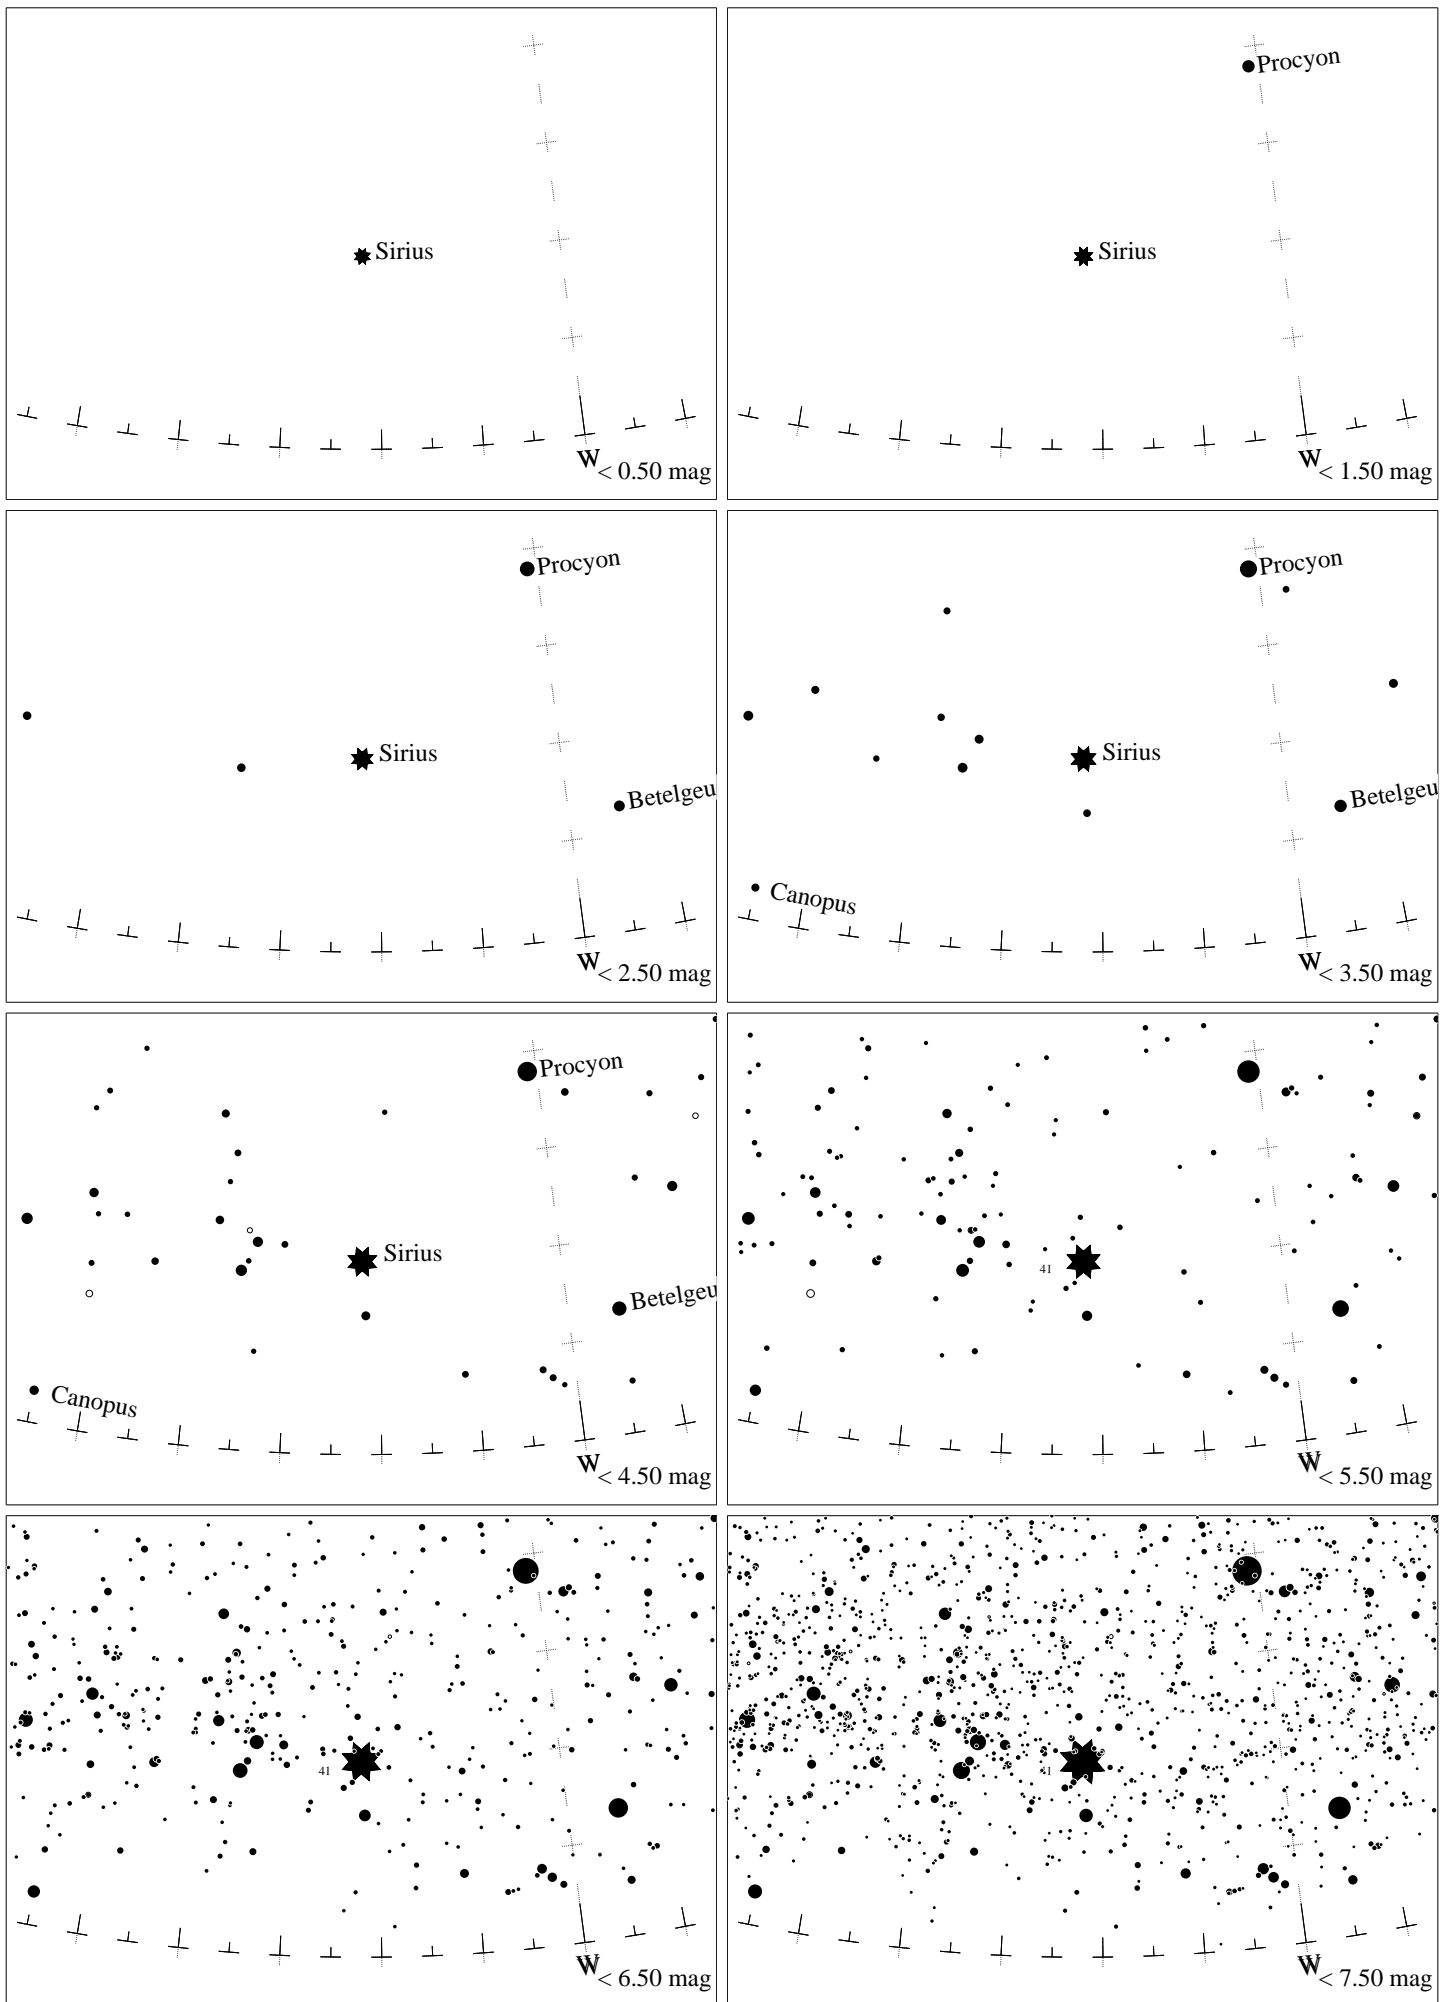 Sirius
W
< 0.50 mag
Procyon
Sirius
W
< 1.50 mag
Procyon
Sirius
Betelgeu
W
< 2.50 mag
Procyon
Sirius
Betelgeu
Canopus
W
< 3.50 mag
Procyon
Sirius
Betelgeu
Canopus
W
< 4.50 mag
41
W
< 5.50 mag
41
W
< 6.50 mag
41
W
< 7.50 mag